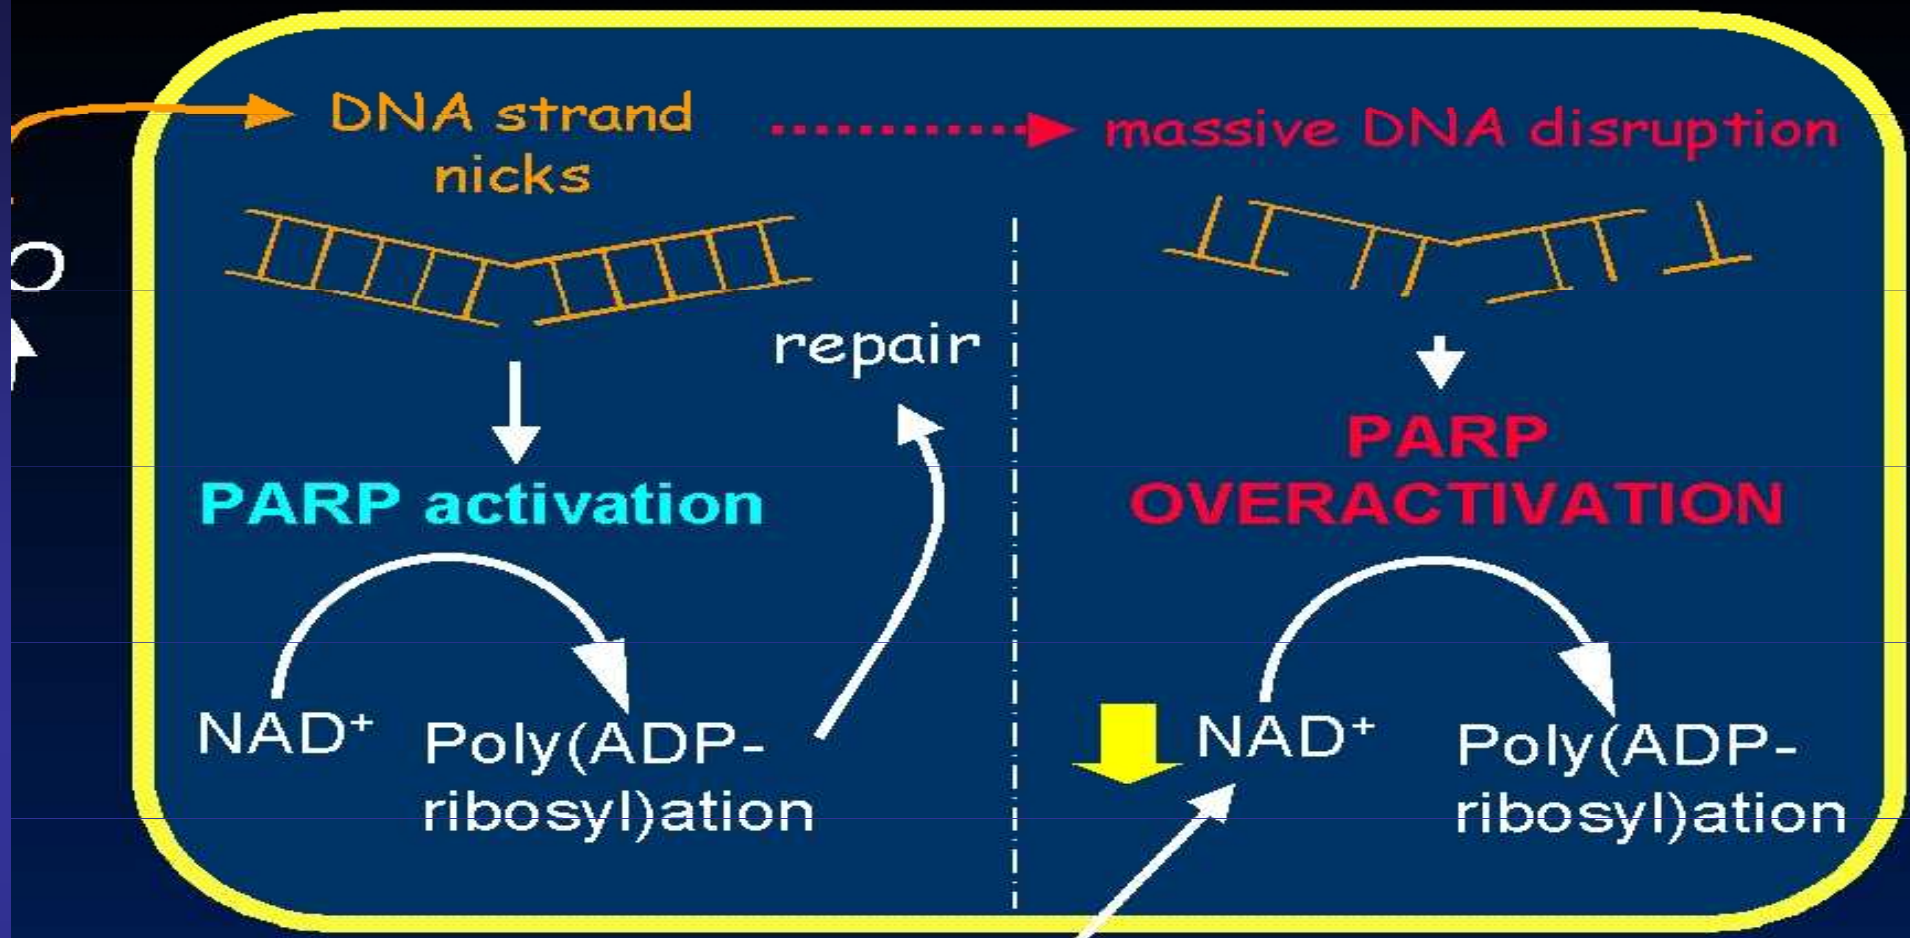 DNA strand
nicks
massive DNA disruption
repair
PARP activation
PARP
OVERACTIVATION
NAD⁺
Poly(ADP-
ribosyl)ation
NAD⁺
Poly(ADP-
ribosyl)ation